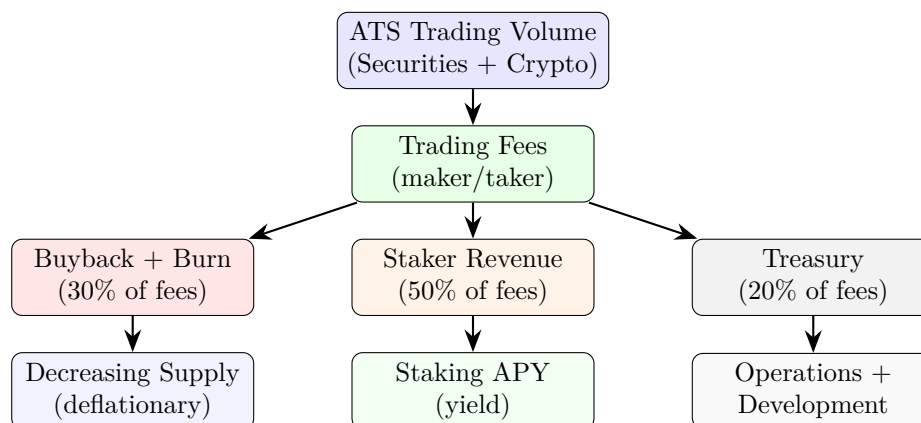 ATS Trading Volume
(Securities + Crypto)
Trading Fees
(maker/taker)
Buyback + Burn
(30% of fees)
Staker Revenue
(50% of fees)
Treasury
(20% of fees)
Decreasing Supply
(deflationary)
Staking APY
(yield)
Operations +
Development